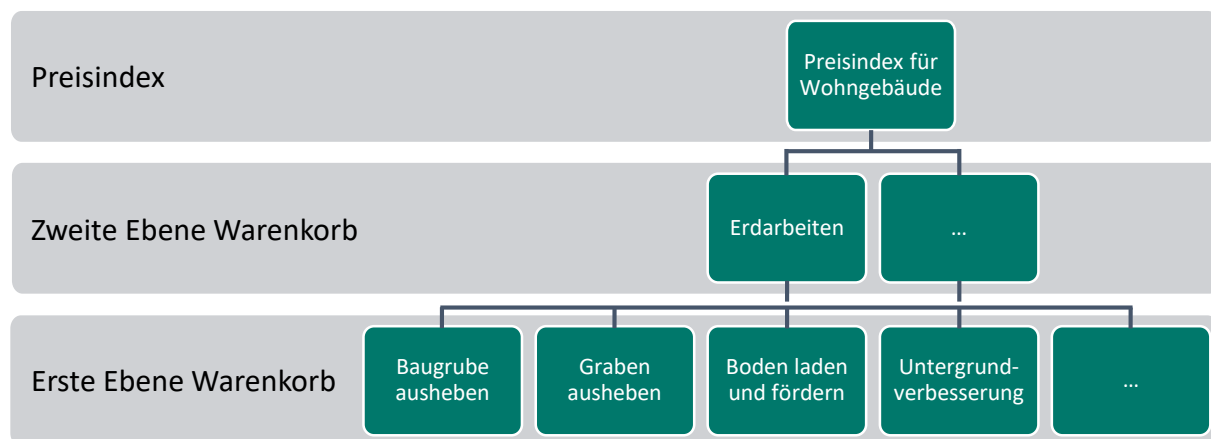 Preisindex
Preisindex für
Wohngebäude
Zweite Ebene Warenkorb
Erdarbeiten
...
Erste Ebene Warenkorb
Baugrube
ausheben
Graben
ausheben
Boden laden
und fördern
Untergrund-
verbesserung
...